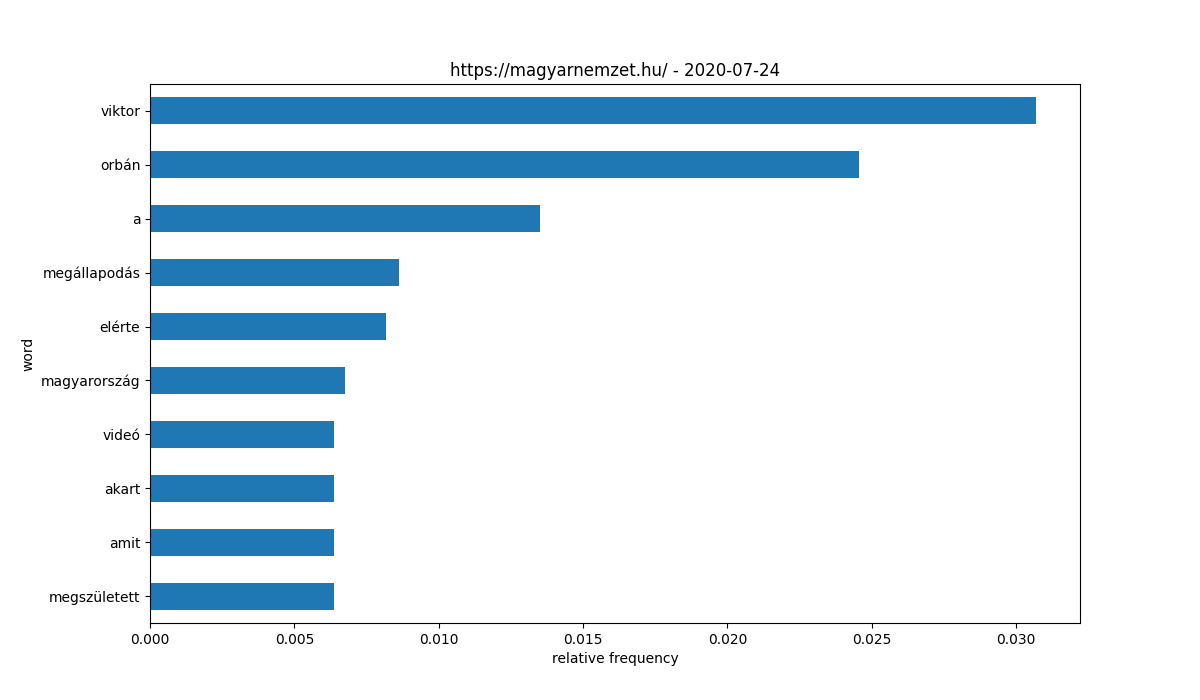 https://magyarnemzet.hu/ - 2020-07-24
viktor
orbán
a
megállapodás
elérte
magyarország
videó
akart
amit
megszületett
word
0.000 0.005 0.010 0.015 0.020 0.025 0.030
relative frequency